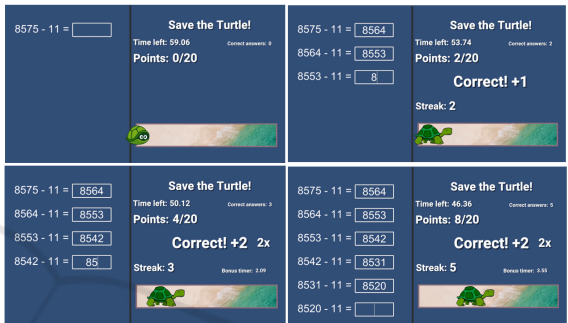 8575 - 11 =
Save the Turtle!
Time left: 59.06 Correct answers: 0
Points: 0/20
8575 - 11 = 8564
8564 - 11 = 8553
8553 - 11 = 8
Save the Turtle!
Time left: 53.74 Correct answers: 2
Points: 2/20
Correct! +1
Streak: 2
8575 - 11 = 8564
8564 - 11 = 8553
8553 - 11 = 8542
8542 - 11 = 85
Save the Turtle!
Time left: 50.12 Correct answers: 3
Points: 4/20
Correct! +2 2x
Streak: 3 Bonus timer: 2.09
8575 - 11 = 8564
8564 - 11 = 8553
8553 - 11 = 8542
8542 - 11 = 8531
8531 - 11 = 8520
8520 - 11 =
Save the Turtle!
Time left: 46.36 Correct answers: 5
Points: 8/20
Correct! +2 2x
Streak: 5 Bonus timer: 3.55